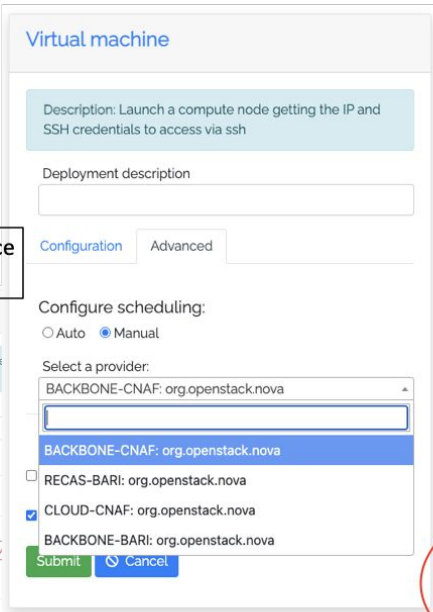 Virtual machine
Description: Launch a compute node getting the IP and
SSH credentials to access via ssh
Deployment description
Configuration Advanced
Configure scheduling:
Auto Manual
Select a provider:
BACKBONE-CNAF: org.openstack.nova
BACKBONE-CNAF: org.openstack.nova
RECAS-BARI: org.openstack.nova
CLOUD-CNAF: org.openstack.nova
BACKBONE-BARI: org.openstack.nova
Submit Cancel